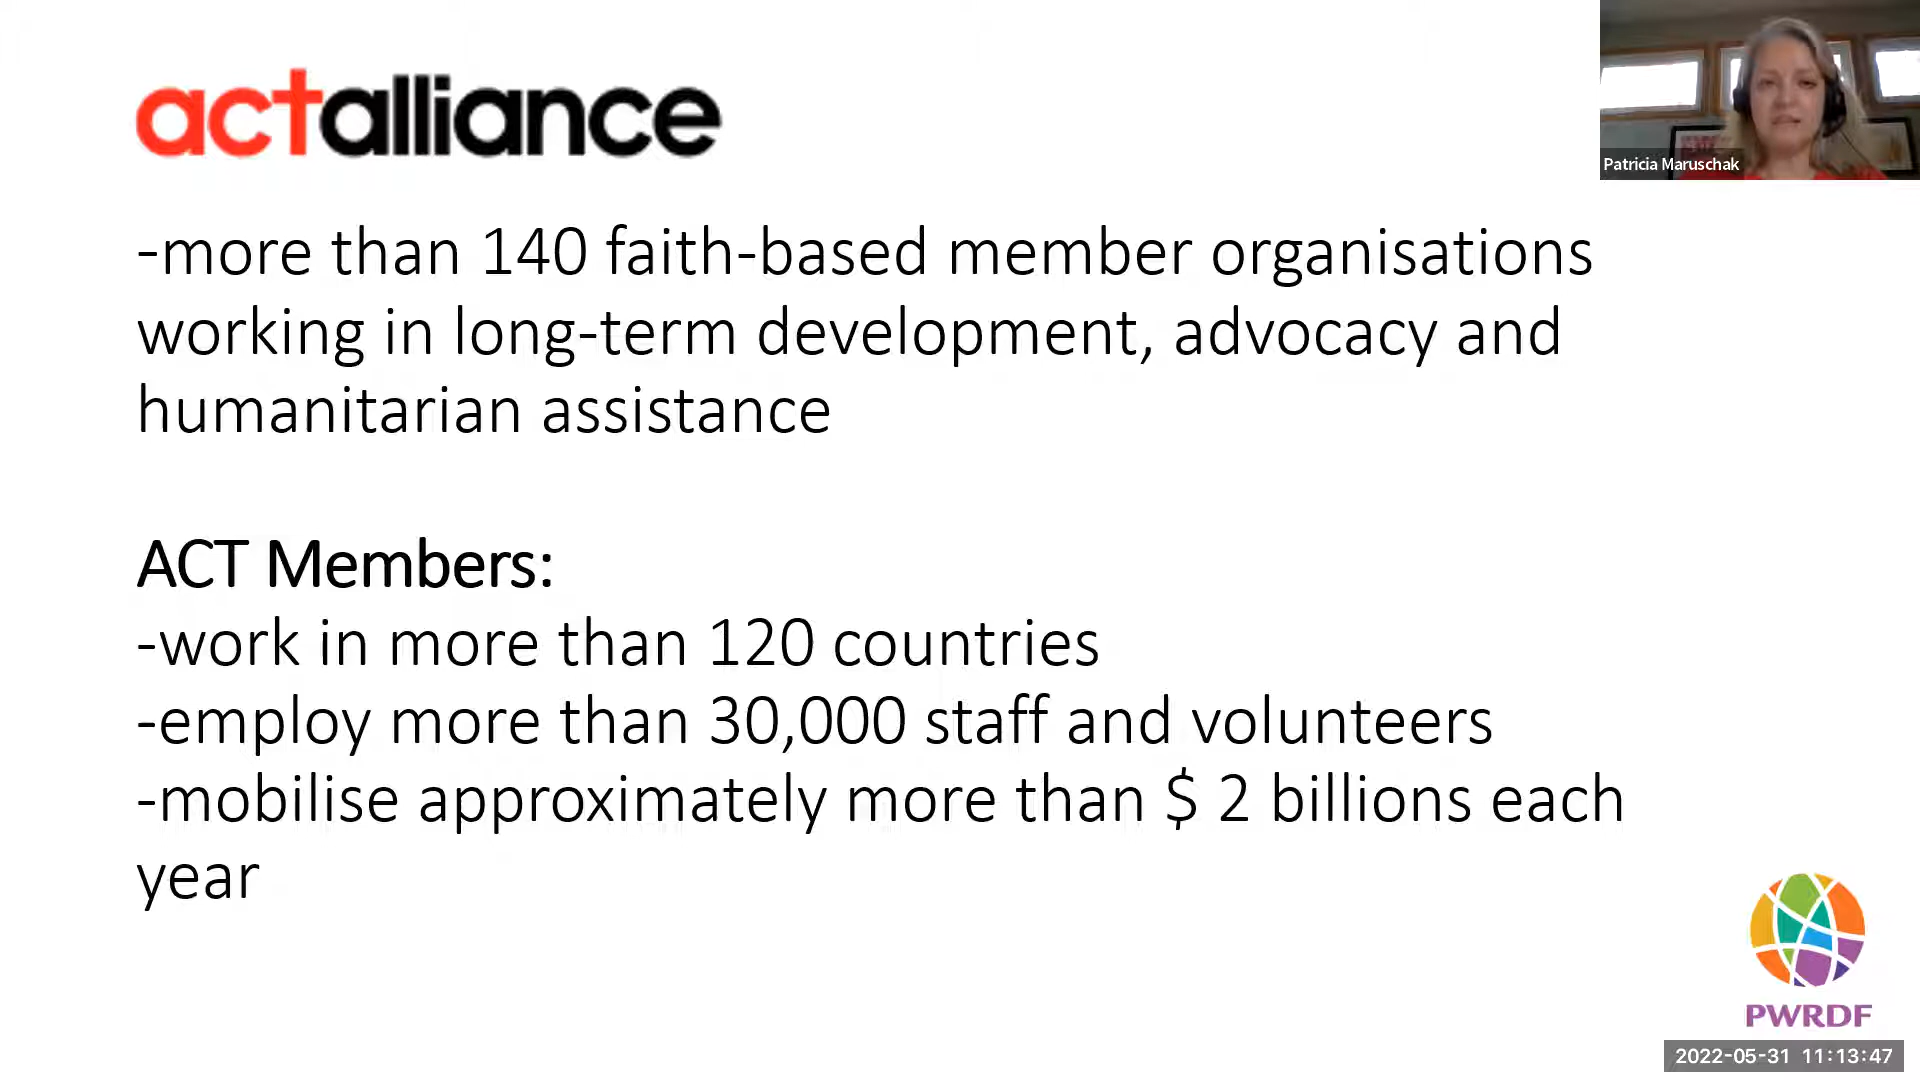 actalliance
Patricia Maruschak
-more than 140 faith-based member organisations
working in long-term development, advocacy and
humanitarian assistance
ACT Members:
-work in more than 120 countries
-employ more than 30,000 staff and volunteers
-mobilise approximately more than $ 2 billions each
year
PWRDF
2022-05-31 11:13:47